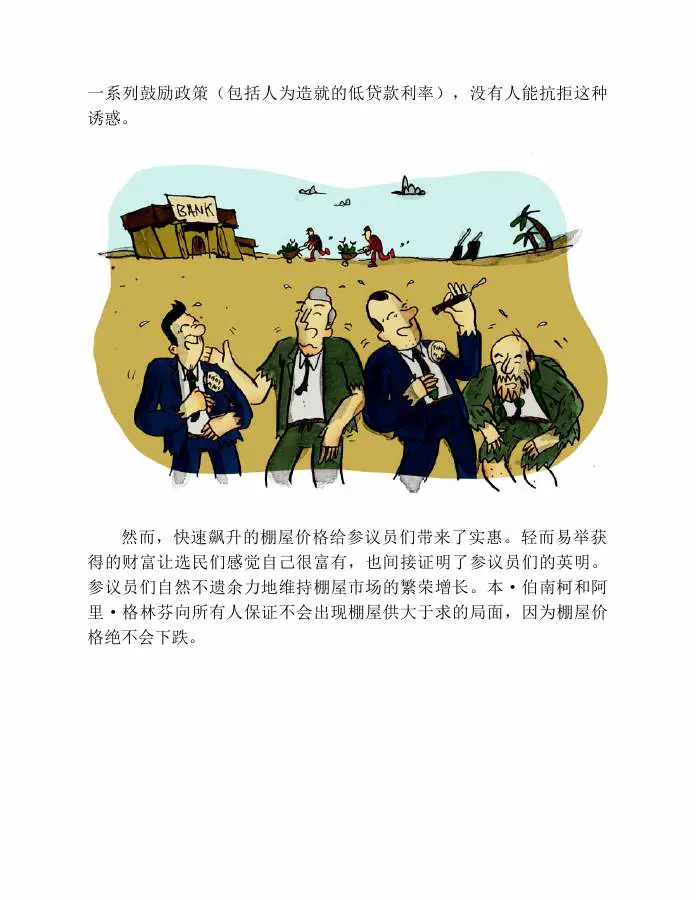 一系列鼓励政策（包括人为造就的低贷款利率），没有人能抗拒这种
诱惑。
BANK
然而，快速飙升的棚屋价格给参议员们带来了实惠。轻而易举获
得的财富让选民们感觉自己很富有，也间接证明了参议员们的英明。
参议员们自然不遗余力地维持棚屋市场的繁荣增长。本·伯南柯和阿
里·格林芬向所有人保证不会出现棚屋供大于求的局面，因为棚屋价
格绝不会下跌。